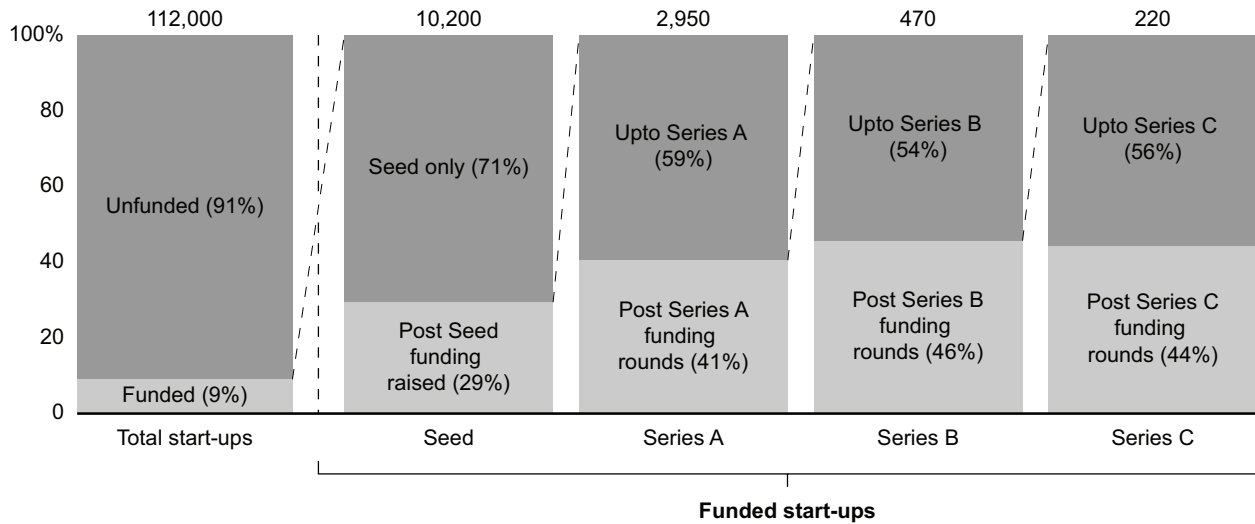 112,000
10,200
2,950
470
220
100%
80
60
40
20
0
Unfunded (91%)
Funded (9%)
Seed only (71%)
Post Seed
funding
raised (29%)
Upto Series A
(59%)
Post Series A
funding
rounds (41%)
Upto Series B
(54%)
Post Series B
funding
rounds (46%)
Upto Series C
(56%)
Post Series C
funding
rounds (44%)
Total start-ups
Seed
Series A
Series B
Series C
Funded start-ups